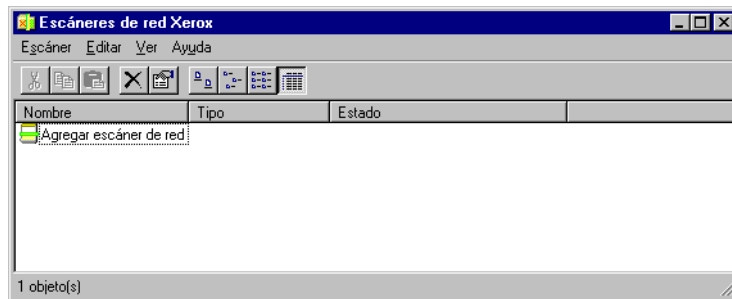 Escáneres de red Xerox
Escáner Editar Ver Ayuda
Nombre Tipo Estado
Agregar escáner de red
1 objeto(s)